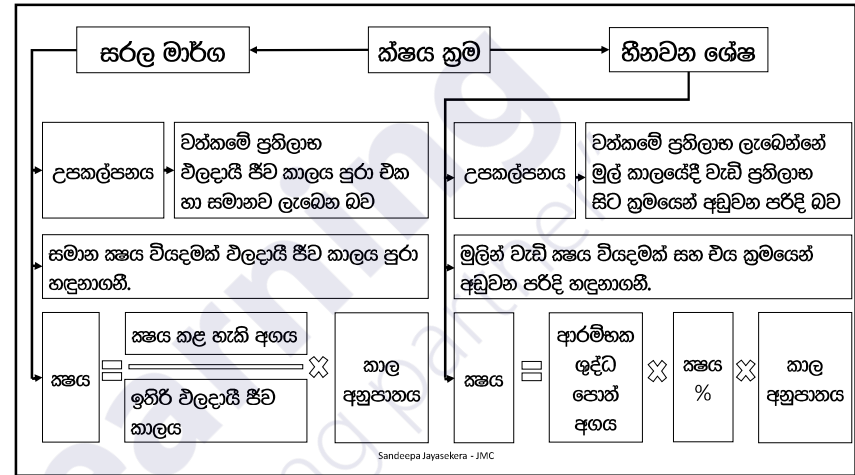 සරල මාර්ග
ක්ෂය ක්‍රම
හීනවන ශේෂ
උපකල්පනය
වත්කමේ ප්‍රතිලාභ
ඵලදායී ජීව කාලය පුරා එක
හා සමානව ලැබෙන බව
සමාන ක්‍ෂය වියදමක් ඵලදායී ජීව කාලය පුරා
හඳුනාගනී.
ක්‍ෂය
=
ක්‍ෂය කළ හැකි අගය
ඉතිරි ඵලදායී ජීව
කාලය
×
කාල
අනුපාතය
උපකල්පනය
වත්කමේ ප්‍රතිලාභ ලැබෙන්නේ
මුල් කාලයේදී වැඩි ප්‍රතිලාභ
සිට ක්‍රමයෙන් අඩුවන පරිදි බව
මුලින් වැඩි ක්‍ෂය වියදමක් සහ එය ක්‍රමයෙන්
අඩුවන පරිදි හඳුනාගනී.
ක්‍ෂය
=
ආරම්භක
ශුද්ධ
පොත්
අගය
×
ක්‍ෂය
%
×
කාල
අනුපාතය
Sandeepa Jayasekera - JMC
earning
ng partner